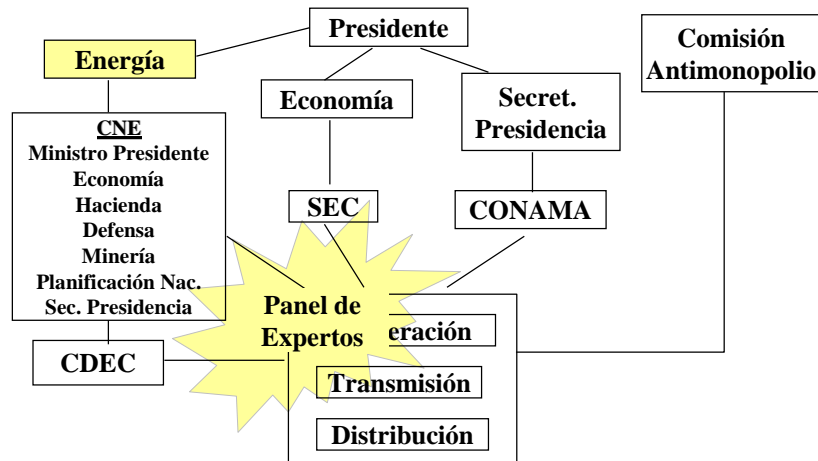 Presidente
Energía
Comisión
Antimonopolio
Economía
Secret.
Presidencia
CNE
Ministro Presidente
Economía
Hacienda
Defensa
Minería
Planificación Nac.
Sec. Presidencia
SEC
CONAMA
Panel de
Expertos
eración
CDEC
Transmisión
Distribución